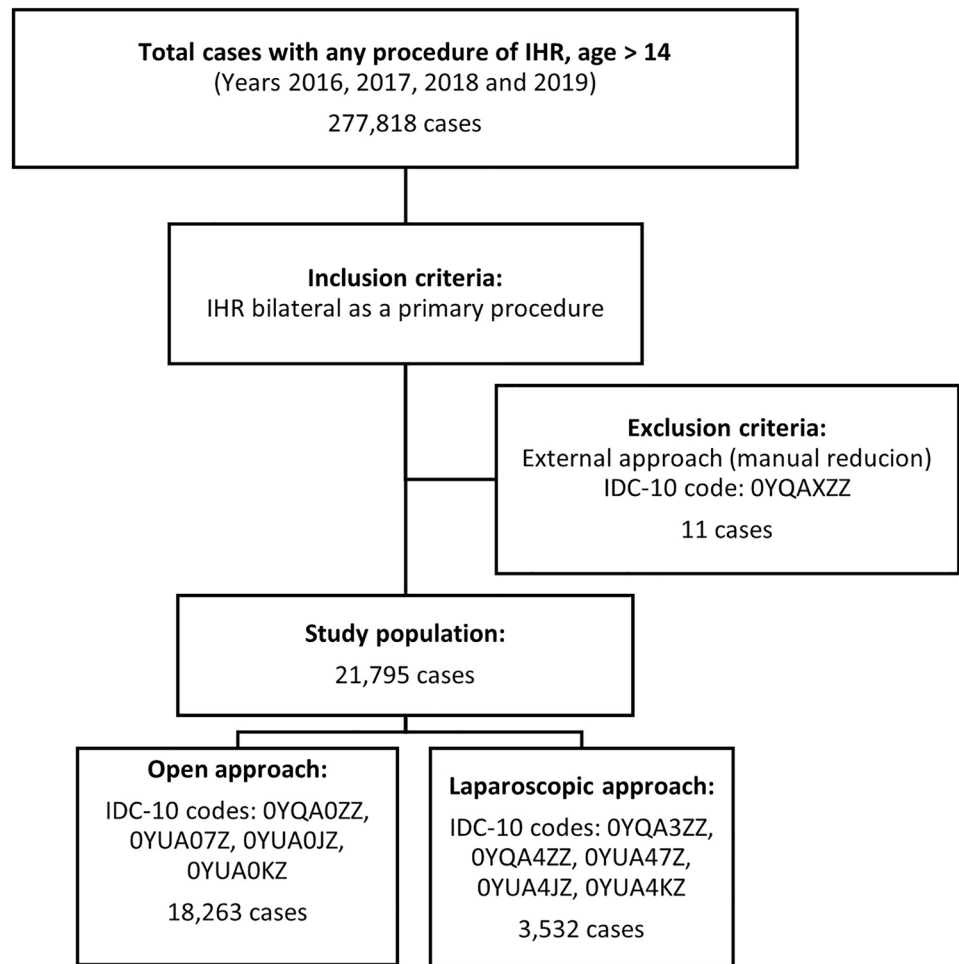 Total cases with any procedure of IHR, age > 14
(Years 2016, 2017, 2018 and 2019)
277,818 cases
Inclusion criteria:
IHR bilateral as a primary procedure
Exclusion criteria:
External approach (manual reducion)
IDC-10 code: 0YQAXZZ
11 cases
Study population:
21,795 cases
Open approach:
IDC-10 codes: 0YQA0ZZ,
0YUA07Z, 0YUA0JZ,
0YUA0KZ
18,263 cases
Laparoscopic approach:
IDC-10 codes: 0YQA3ZZ,
0YQA4ZZ, 0YUA47Z,
0YUA4JZ, 0YUA4KZ
3,532 cases